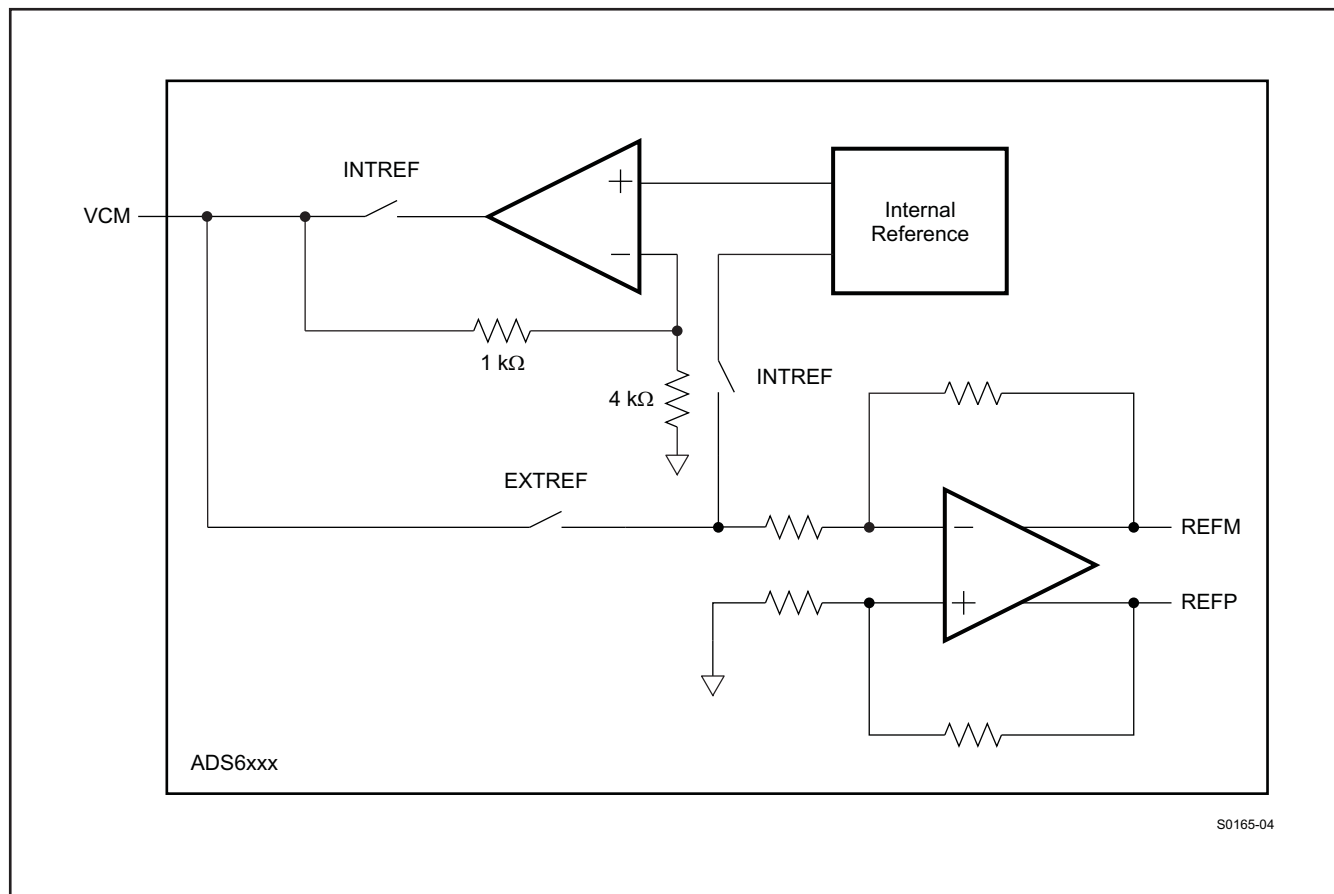 INTREF
VCM
+
−
Internal
Reference
1 kΩ
INTREF
4 kΩ
EXTREF
−
REFM
+
REFP
ADS6xxx
S0165-04